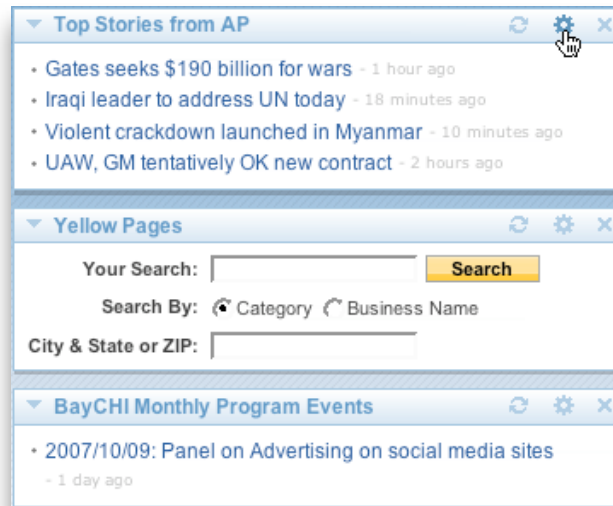 Top Stories from AP
Gates seeks $190 billion for wars - 1 hour ago
Iraqi leader to address UN today - 18 minutes ago
Violent crackdown launched in Myanmar - 10 minutes ago
UAW, GM tentatively OK new contract - 2 hours ago
Yellow Pages
Your Search: Search
Search By: Category Business Name
City & State or ZIP:
BayCHI Monthly Program Events
2007/10/09: Panel on Advertising on social media sites
- 1 day ago